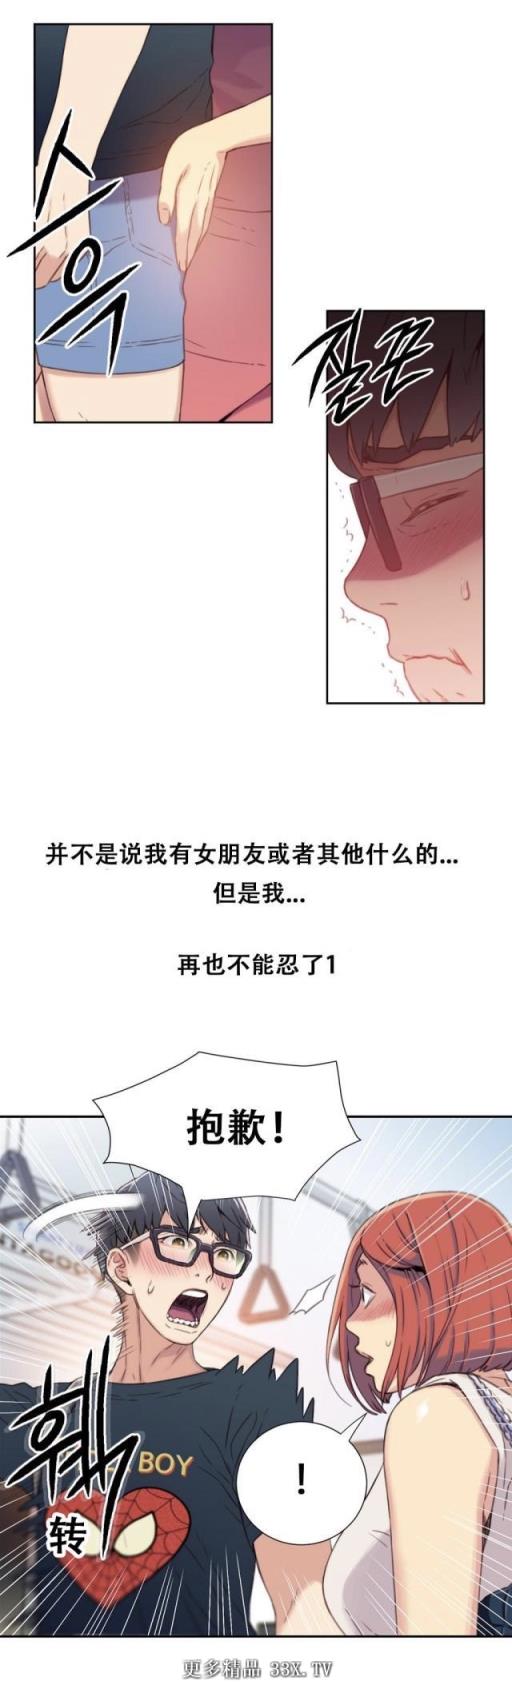 스윽
질끈
并不是说我有女朋友或者其他什么的...
但是我...
再也不能忍了1
抱歉!
BOY
!
휙
转
更多精品 33X.TV